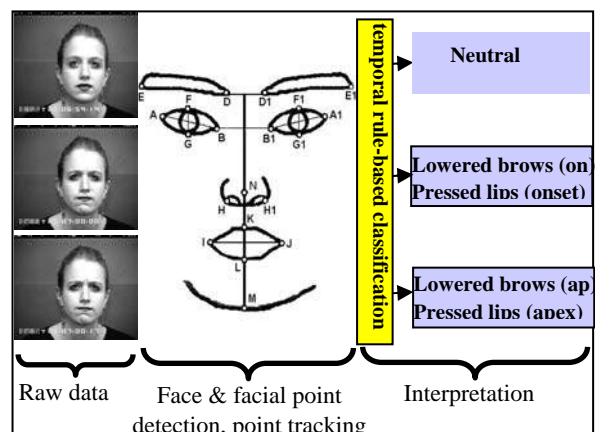 Neutral
Lowered brows (on)
Pressed lips (onset)
Lowered brows (ap)
Pressed lips (apex)
temporal rule-based classification
E
D
D1
E1
F
F1
A
A1
B
B1
G
G1
N
H
H1
K
I
J
L
M
Raw data
Face & facial point
detection, point tracking
Interpretation